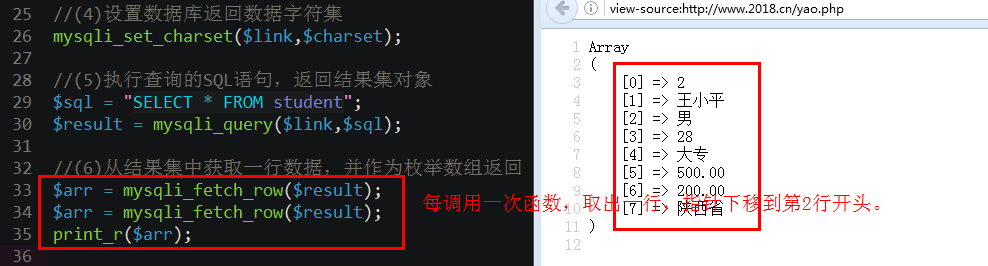 25 //(4)设置数据库返回数据字符集
26 mysqli_set_charset($link,$charset);
27
28 //(5)执行查询的SQL语句，返回结果集对象
29 $sql = "SELECT * FROM student";
30 $result = mysqli_query($link,$sql);
31
32 //(6)从结果集中获取一行数据，并作为枚举数组返回
33 $arr = mysqli_fetch_row($result);
34 $arr = mysqli_fetch_row($result);
35 print_r($arr);
36
每调用一次函数，取出一行，指针下移到第2行开头。
view-source:http://www.2018.cn/yao.php
1 Array
2 (
3 [0] => 2
4 [1] => 王小平
5 [2] => 男
6 [3] => 28
7 [4] => 大专
8 [5] => 500.00
9 [6] => 200.00
10 [7] => 陕西省
11 )
12